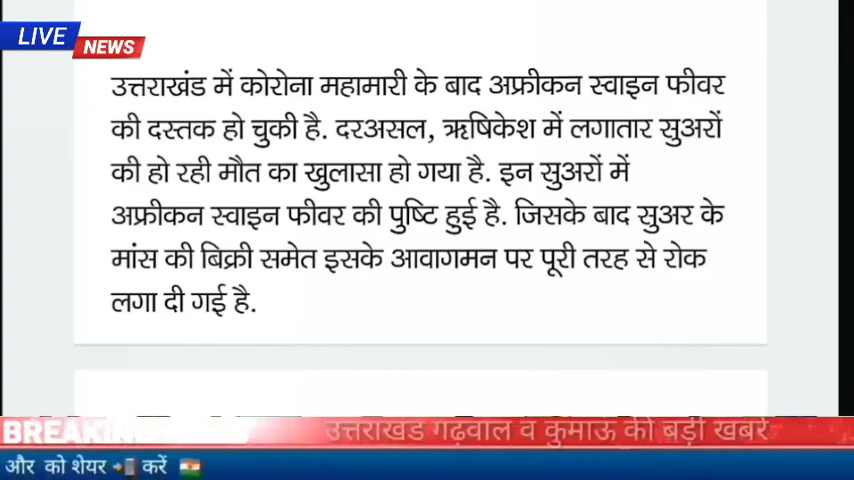 LIVE
NEWS
उत्तराखंड में कोरोना महामारी के बाद अफ्रीकन स्वाइन फीवर
की दस्तक हो चुकी है. दरअसल, ऋषिकेश में लगातार सुअरों
की हो रही मौत का खुलासा हो गया है. इन सुअरों में
अफ्रीकन स्वाइन फीवर की पुष्टि हुई है. जिसके बाद सुअर के
मांस की बिक्री समेत इसके आवागमन पर पूरी तरह से रोक
लगा दी गई है.
BREAKING उत्तराखंड गढ़वाल व कुमाऊ की बड़ी खबरें
और को शेयर 📲 करें 🇮🇳